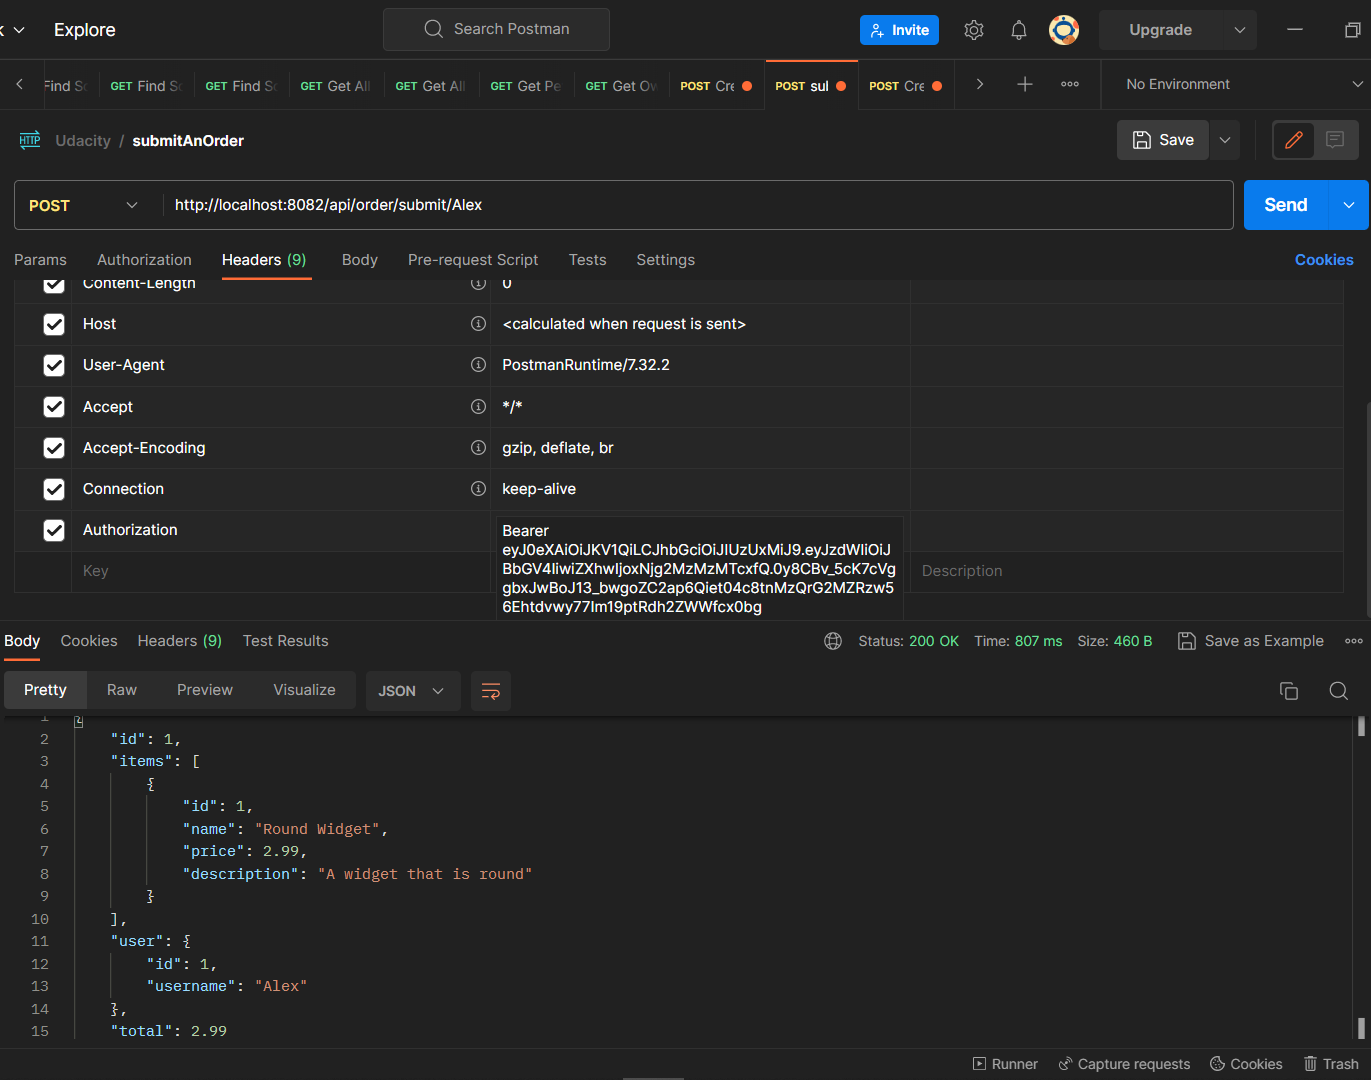 Explore
Search Postman
Invite
Upgrade
Find Sc
GET Find Sc
GET Find Sc
GET Get All
GET Get All
GET Get Pe
GET Get Ow
POST Cre
POST sul
POST Cre
No Environment
HTTP
Udacity / submitAnOrder
Save
POST
http://localhost:8082/api/order/submit/Alex
Send
Params
Authorization
Headers (9)
Body
Pre-request Script
Tests
Settings
Cookies
Content-Length
0
Host
<calculated when request is sent>
User-Agent
PostmanRuntime/7.32.2
Accept
*/*
Accept-Encoding
gzip, deflate, br
Connection
keep-alive
Authorization
Bearer
eyJ0eXAiOiJKV1QiLCJhbGciOiJIUzUxMiJ9.eyJzdWIiOiJ
BbGV4IiwiZXhwIjoxNjg2MzMzMTcxfQ.0y8CBv_5cK7cVg
gbxJwBoJ13_bwgoZC2ap6Qiet04c8tnMzQrG2MZRzw5
6Ehtdvwy77Im19ptRdh2ZWWfcx0bg
Key
Description
Body
Cookies
Headers (9)
Test Results
Status: 200 OK
Time: 807 ms
Size: 460 B
Save as Example
Pretty
Raw
Preview
Visualize
JSON
1 {
2 "id": 1,
3 "items": [
4 {
5 "id": 1,
6 "name": "Round Widget",
7 "price": 2.99,
8 "description": "A widget that is round"
9 }
10 ],
11 "user": {
12 "id": 1,
13 "username": "Alex"
14 },
15 "total": 2.99
Runner
Capture requests
Cookies
Trash